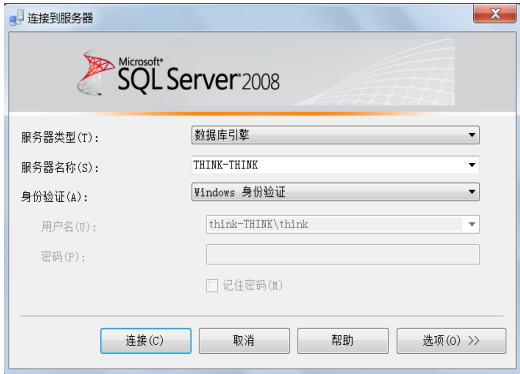 连接到服务器
Microsoft®
SQL Server® 2008
服务器类型(T): 数据库引擎
服务器名称(S): THINK-THINK
身份验证(A): Windows 身份验证
用户名(U): think-THINK\think
密码(P):
记住密码(M)
连接(C) 取消 帮助 选项(O) >>